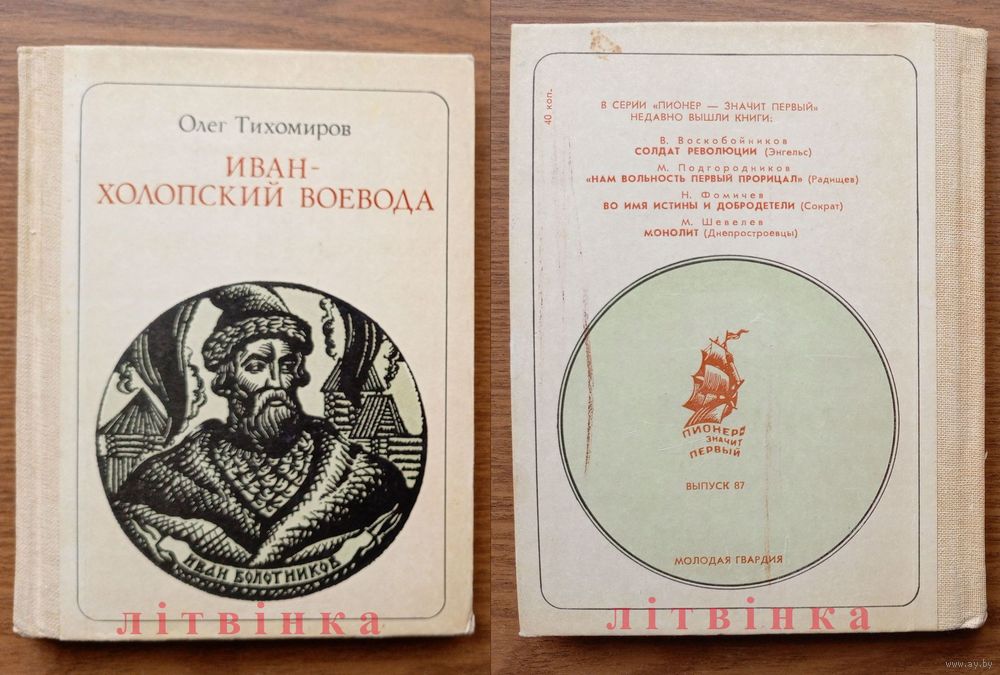 Олег Тихомиров
ИВАН-
ХОЛОПСКИЙ ВОЕВОДА
ИВАН БОЛОТНИКОВ
літвінка
40 коп.
В СЕРИИ «ПИОНЕР — ЗНАЧИТ ПЕРВЫЙ»
НЕДАВНО ВЫШЛИ КНИГИ:
В. Воскобойников
СОЛДАТ РЕВОЛЮЦИИ (Энгельс)
М. Подгородников
«НАМ ВОЛЬНОСТЬ ПЕРВЫЙ ПРОРИЦАЛ» (Радищев)
Н. Фомичев
ВО ИМЯ ИСТИНЫ И ДОБРОДЕТЕЛИ (Сократ)
М. Шевелев
МОНОЛИТ (Днепростроевцы)
ПИОНЕР
ЗНАЧИТ
ПЕРВЫЙ
ВЫПУСК 87
МОЛОДАЯ ГВАРДИЯ
літвінка
www.ay.by